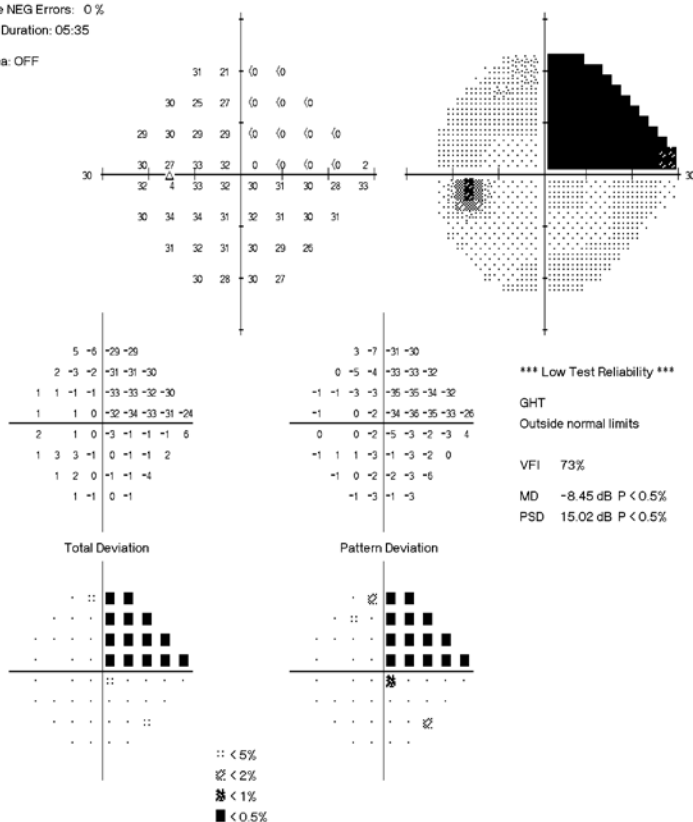 e NEG Errors: 0 %
Duration: 05:35
a: OFF
31 21 (0 (0
30 25 27 (0 (0 (0
29 30 29 29 (0 (0 (0 (0
30 27 33 32 0 (0 (0 (0 2
30 30
32 4 33 32 30 31 30 28 33
30 34 34 31 32 31 30 31
31 32 31 30 29 26
30 28 30 27
5 -6 -29 -29 3 -7 -31 -30
2 -3 -2 -31 -31 -30 0 -5 -4 -33 -33 -32
1 1 -1 -1 -33 -33 -32 -30 -1 -1 -3 -3 -35 -35 -34 -32
1 1 0 -32 -34 -33 -31 -24 -1 0 -2 -34 -36 -35 -33 -26
2 1 0 -3 -1 -1 -1 6 0 0 -2 -5 -3 -2 -3 4
1 3 3 -1 0 -1 -1 2 -1 1 1 -3 -1 -3 -2 0
1 2 0 -1 -1 -4 -1 0 -2 -3 -2 -6
1 -1 0 -1 -1 -3 -1 -3
*** Low Test Reliability ***
GHT
Outside normal limits
VFI 73%
MD -8.45 dB P < 0.5%
PSD 15.02 dB P < 0.5%
Total Deviation Pattern Deviation
< 5%
< 2%
< 1%
< 0.5%